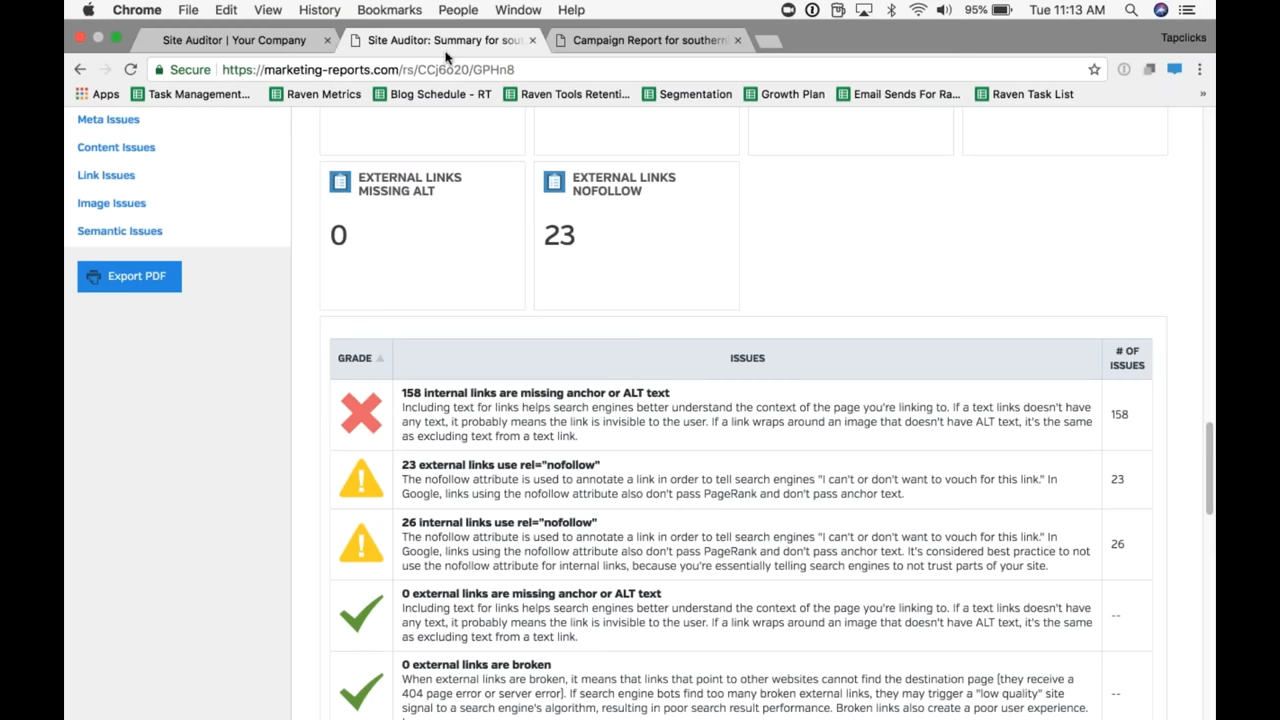 Chrome File Edit View History Bookmarks People Window Help 95% Tue 11:13 AM
Site Auditor | Your Company × Site Auditor: Summary for sou × Campaign Report for southern × Tapclicks
Secure https://marketing-reports.com/rs/CCj6o20/GPHn8
Apps Task Management... Raven Metrics Blog Schedule - RT Raven Tools Retenti... Segmentation Growth Plan Email Sends For Ra... Raven Task List »
Meta Issues
Content Issues
Link Issues
Image Issues
Semantic Issues
Export PDF
EXTERNAL LINKS
MISSING ALT
0
EXTERNAL LINKS
NOFOLLOW
23
GRADE ISSUES # OF
ISSUES
158 internal links are missing anchor or ALT text
Including text for links helps search engines better understand the context of the page you're linking to. If a text links doesn't have
any text, it probably means the link is invisible to the user. If a link wraps around an image that doesn't have ALT text, it's the same
as excluding text from a text link.
158
23 external links use rel="nofollow"
The nofollow attribute is used to annotate a link in order to tell search engines "I can't or don't want to vouch for this link." In
Google, links using the nofollow attribute also don't pass PageRank and don't pass anchor text.
23
26 internal links use rel="nofollow"
The nofollow attribute is used to annotate a link in order to tell search engines "I can't or don't want to vouch for this link." In
Google, links using the nofollow attribute also don't pass PageRank and don't pass anchor text. It's considered best practice to not
use the nofollow attribute for internal links, because you're essentially telling search engines to not trust parts of your site.
26
0 external links are missing anchor or ALT text
Including text for links helps search engines better understand the context of the page you're linking to. If a text links doesn't have
any text, it probably means the link is invisible to the user. If a link wraps around an image that doesn't have ALT text, it's the same
as excluding text from a text link.
--
0 external links are broken
When external links are broken, it means that links that point to other websites cannot find the destination page (they receive a
404 page error or server error). If search engine bots find too many broken external links, they may trigger a "low quality" site
signal to a search engine's algorithm, resulting in poor search result performance. Broken links also create a poor user experience.
--